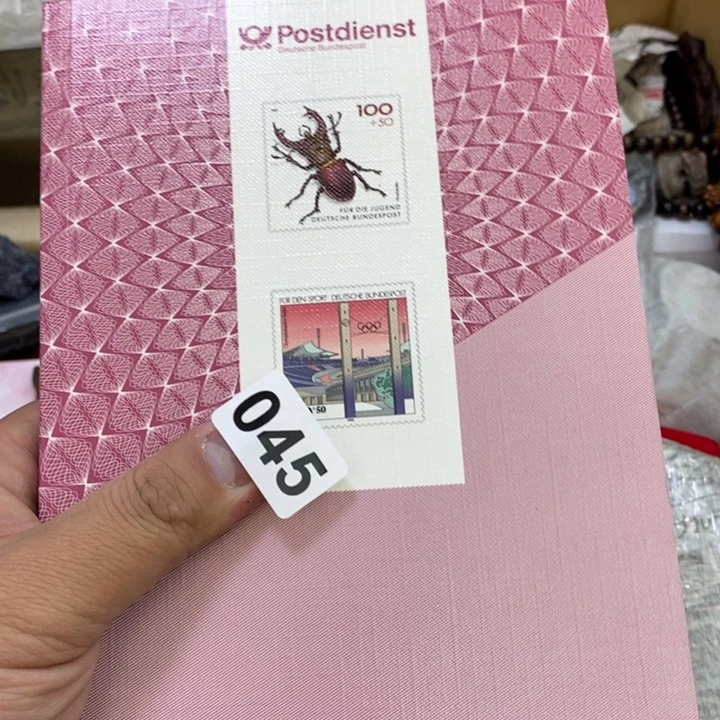 Postdienst
Deutsche Bundespost
100
+50
FÜR DIE JUGEND
DEUTSCHE BUNDESPOST
FÜR DEN SPORT · DEUTSCHE BUNDESPOST
50
045